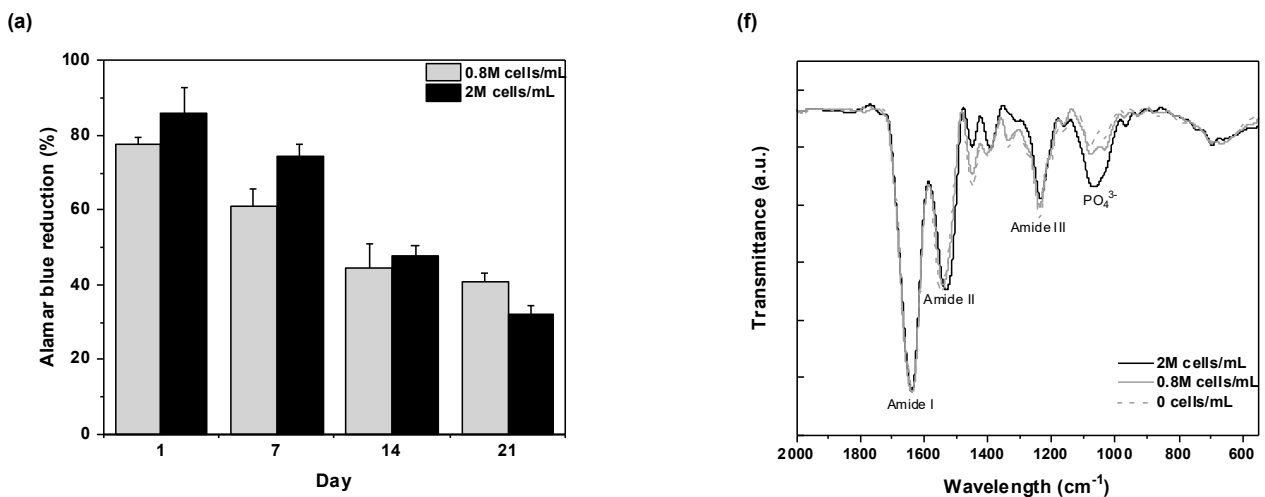 (a)
100
80
60
40
20
0
Alamar blue reduction (%)
0.8M cells/mL
2M cells/mL
1 7 14 21
Day
(f)
Transmittance (a.u.)
Amide I
Amide II
Amide III
PO₄³⁻
2M cells/mL
0.8M cells/mL
0 cells/mL
2000 1800 1600 1400 1200 1000 800 600
Wavelength (cm⁻¹)